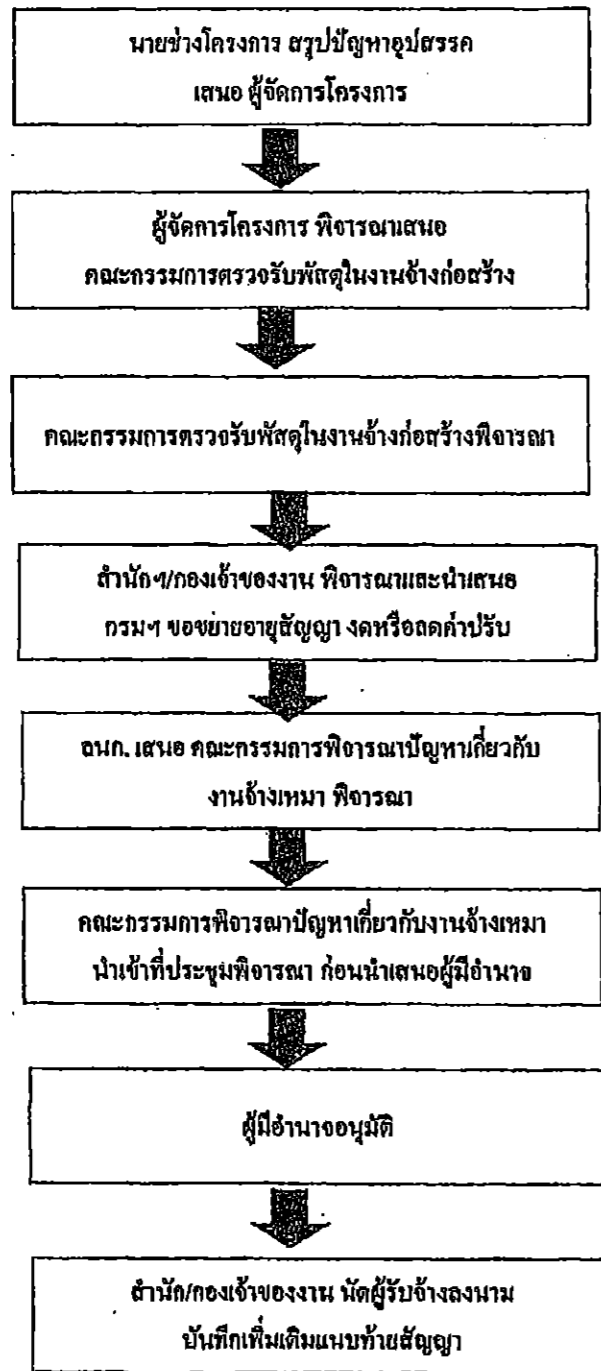 นายช่างโครงการ สรุปปัญหาอุปสรรค
เสนอ ผู้จัดการโครงการ
ผู้จัดการโครงการ พิจารณาเสนอ
คณะกรรมการตรวจรับพัสดุในงานจ้างก่อสร้าง
คณะกรรมการตรวจรับพัสดุในงานจ้างก่อสร้างพิจารณา
สำนักฯ/กองเจ้าของงาน พิจารณาและนำเสนอ
กรมฯ ขอขยายอายุสัญญา งดหรือลดค่าปรับ
ลนก. เสนอ คณะกรรมการพิจารณาปัญหาเกี่ยวกับ
งานจ้างเหมา พิจารณา
คณะกรรมการพิจารณาปัญหาเกี่ยวกับงานจ้างเหมา
นำเข้าที่ประชุมพิจารณา ก่อนนำเสนอผู้มีอำนาจ
ผู้มีอำนาจอนุมัติ
สำนัก/กองเจ้าของงาน นัดผู้รับจ้างลงนาม
บันทึกเพิ่มเติมแนบท้ายสัญญา